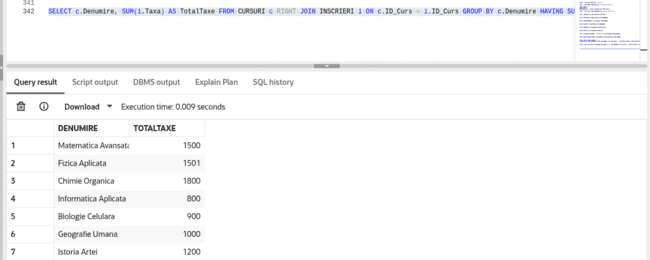 341
342 SELECT c.Denumire, SUM(i.Taxa) AS TotalTaxe FROM CURSURI c RIGHT JOIN INSCRIERI i ON c.ID_Curs = i.ID_Curs GROUP BY c.Denumire HAVING SU
Query result Script output DBMS output Explain Plan SQL history
Download Execution time: 0.009 seconds
DENUMIRE TOTALTAXE
1 Matematica Avansata 1500
2 Fizica Aplicata 1501
3 Chimie Organica 1800
4 Informatica Aplicata 800
5 Biologie Celulara 900
6 Geografie Umana 1000
7 Istoria Artei 1200